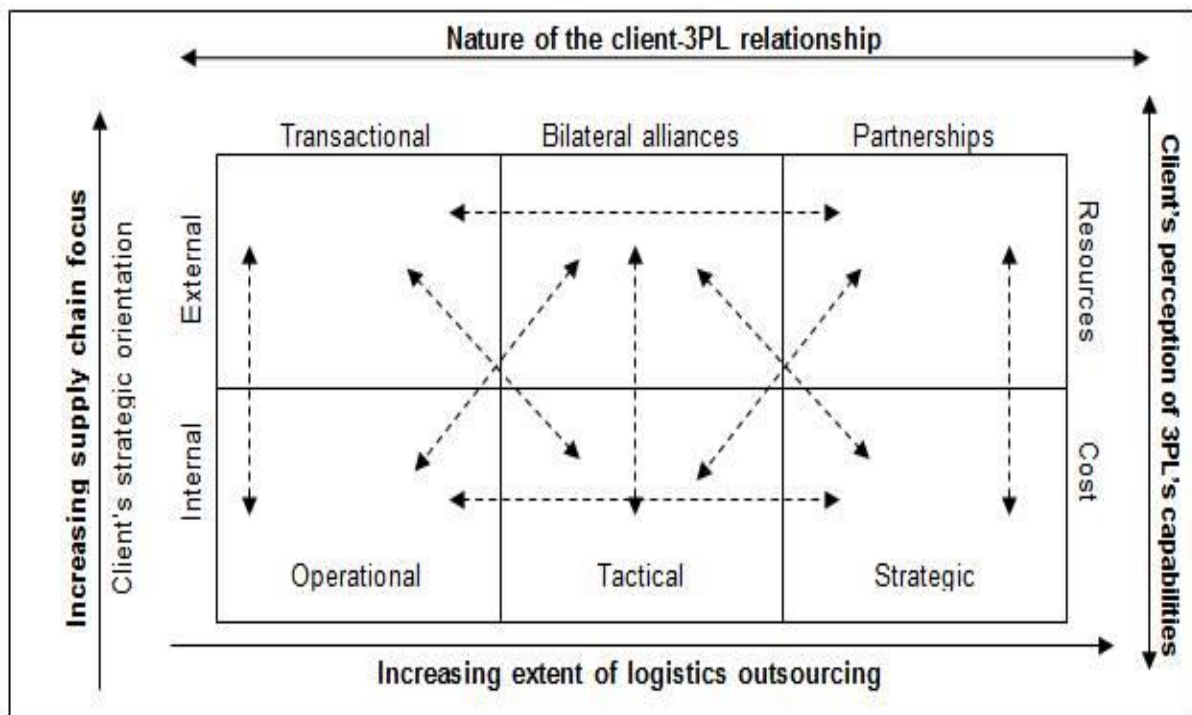 Nature of the client-3PL relationship
Transactional
Bilateral alliances
Partnerships
Increasing supply chain focus
Client's strategic orientation
External
Internal
Resources
Cost
Client's perception of 3PL's capabilities
Operational
Tactical
Strategic
Increasing extent of logistics outsourcing